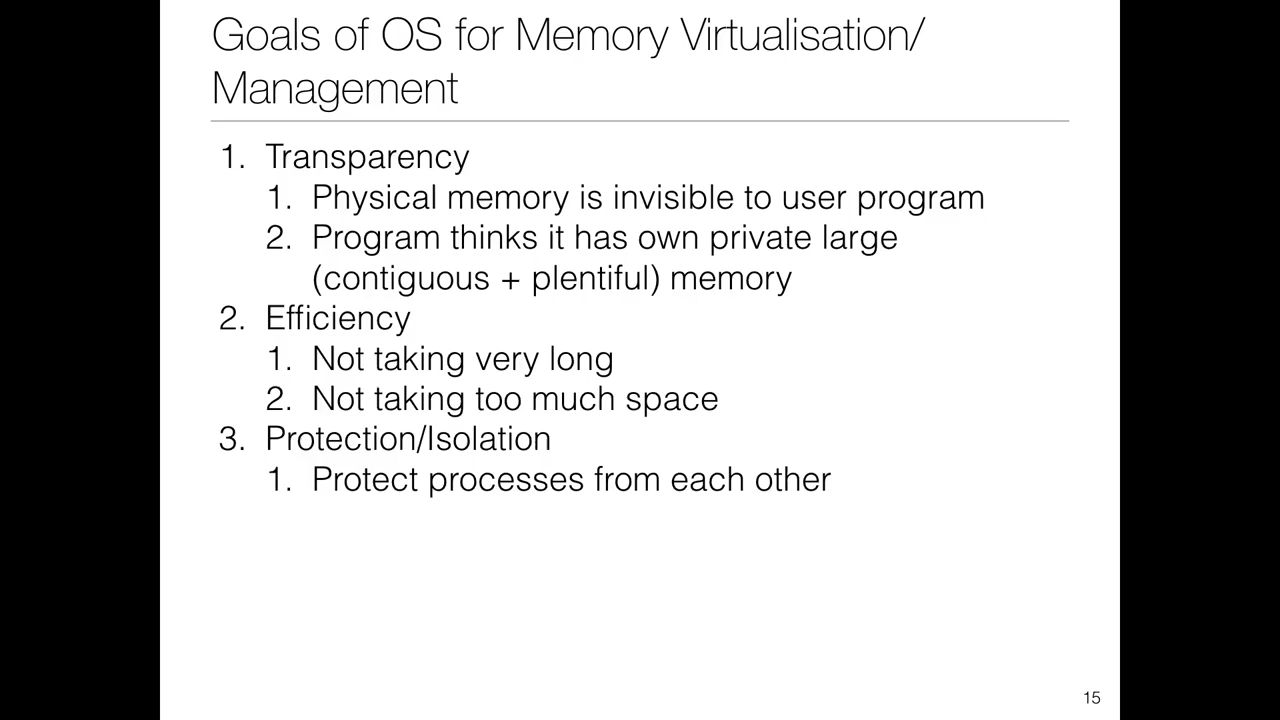 Goals of OS for Memory Virtualisation/
Management
1. Transparency
1. Physical memory is invisible to user program
2. Program thinks it has own private large
(contiguous + plentiful) memory
2. Efficiency
1. Not taking very long
2. Not taking too much space
3. Protection/Isolation
1. Protect processes from each other
15